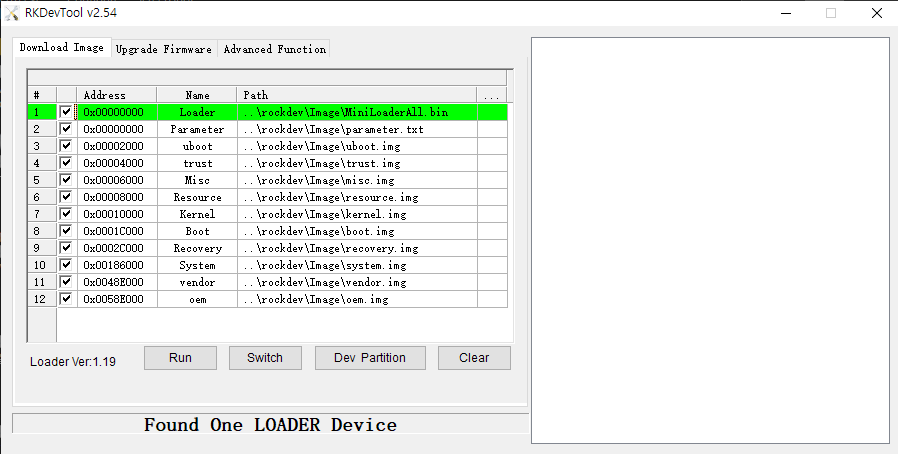 RKDevTool v2.54
Download Image Upgrade Firmware Advanced Function
# Address Name Path ...
1 0x00000000 Loader ..\rockdev\Image\MiniLoaderAll.bin
2 0x00000000 Parameter ..\rockdev\Image\parameter.txt
3 0x00002000 uboot ..\rockdev\Image\uboot.img
4 0x00004000 trust ..\rockdev\Image\trust.img
5 0x00006000 Misc ..\rockdev\Image\misc.img
6 0x00008000 Resource ..\rockdev\Image\resource.img
7 0x00010000 Kernel ..\rockdev\Image\kernel.img
8 0x0001C000 Boot ..\rockdev\Image\boot.img
9 0x0002C000 Recovery ..\rockdev\Image\recovery.img
10 0x00186000 System ..\rockdev\Image\system.img
11 0x0048E000 vendor ..\rockdev\Image\vendor.img
12 0x0058E000 oem ..\rockdev\Image\oem.img
Loader Ver:1.19 Run Switch Dev Partition Clear
Found One LOADER Device